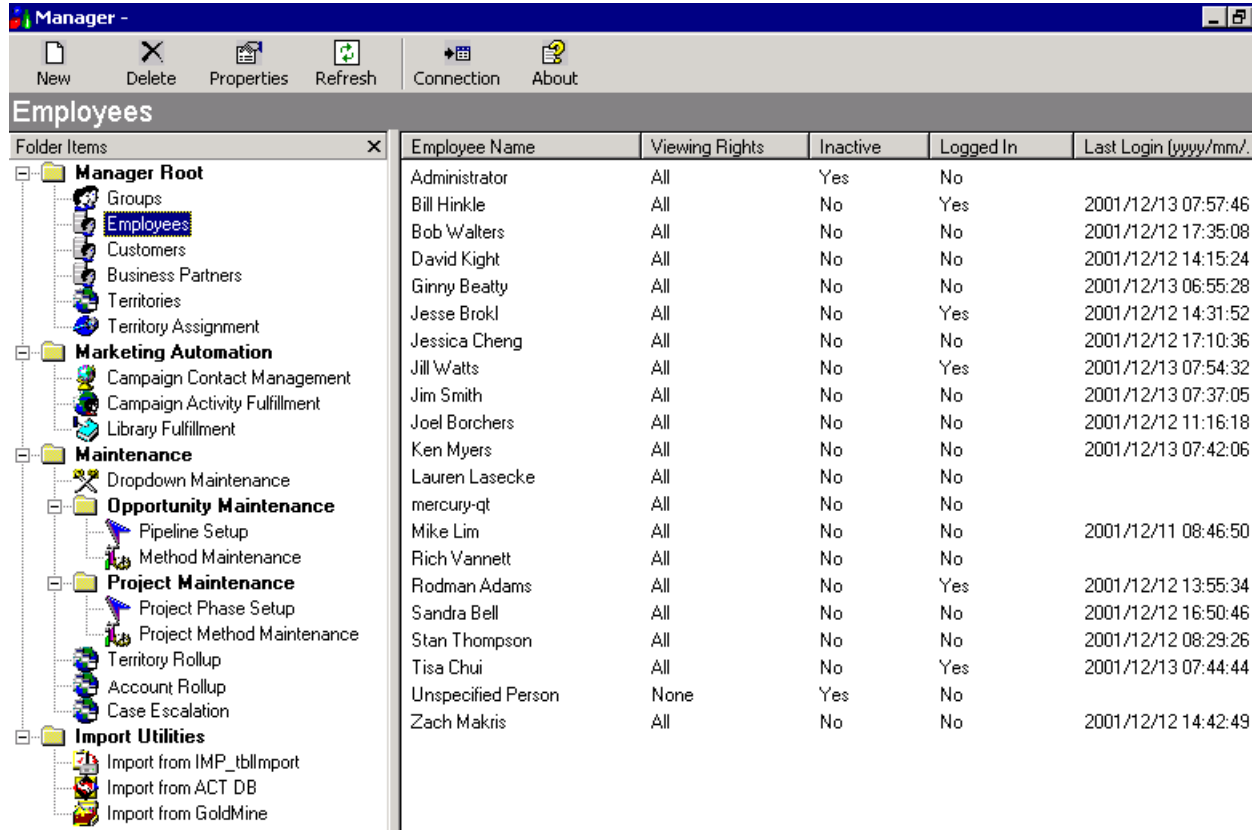 Manager -
New Delete Properties Refresh Connection About
Employees
Folder Items
Manager Root
Groups
Employees
Customers
Business Partners
Territories
Territory Assignment
Marketing Automation
Campaign Contact Management
Campaign Activity Fulfillment
Library Fulfillment
Maintenance
Dropdown Maintenance
Opportunity Maintenance
Pipeline Setup
Method Maintenance
Project Maintenance
Project Phase Setup
Project Method Maintenance
Territory Rollup
Account Rollup
Case Escalation
Import Utilities
Import from IMP_tblImport
Import from ACT DB
Import from GoldMine
Employee Name Viewing Rights Inactive Logged In Last Login (yyyy/mm/.
Administrator All Yes No
Bill Hinkle All No Yes 2001/12/13 07:57:46
Bob Walters All No No 2001/12/12 17:35:08
David Kight All No No 2001/12/12 14:15:24
Ginny Beatty All No No 2001/12/13 06:55:28
Jesse Brokl All No Yes 2001/12/12 14:31:52
Jessica Cheng All No No 2001/12/12 17:10:36
Jill Watts All No Yes 2001/12/13 07:54:32
Jim Smith All No No 2001/12/13 07:37:05
Joel Borchers All No No 2001/12/12 11:16:18
Ken Myers All No No 2001/12/13 07:42:06
Lauren Lasecke All No No
mercury-qt All No No
Mike Lim All No No 2001/12/11 08:46:50
Rich Vannett All No No
Rodman Adams All No Yes 2001/12/12 13:55:34
Sandra Bell All No No 2001/12/12 16:50:46
Stan Thompson All No No 2001/12/12 08:29:26
Tisa Chui All No Yes 2001/12/13 07:44:44
Unspecified Person None Yes No
Zach Makris All No No 2001/12/12 14:42:49